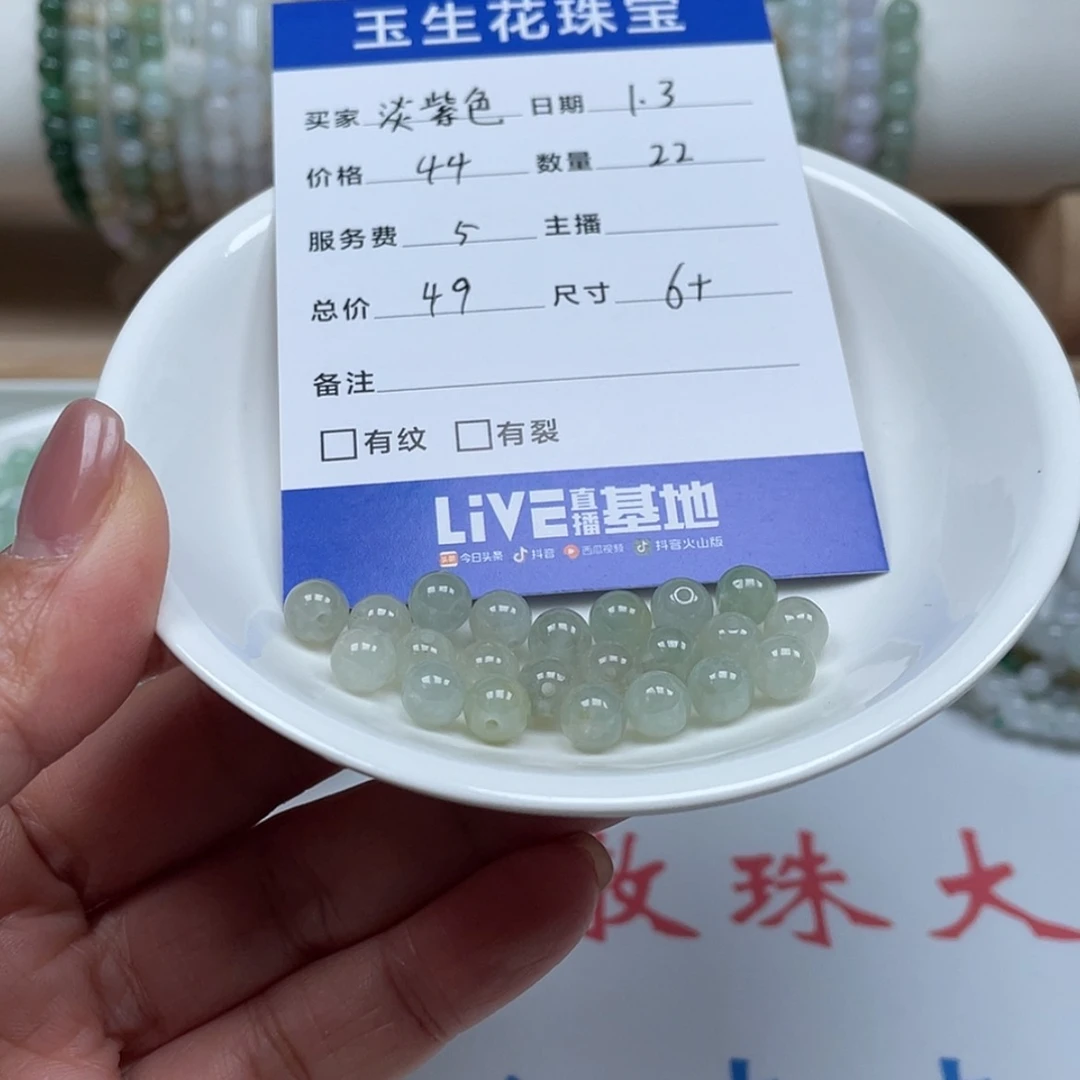 玉生花珠宝
买家 淡紫色 日期 1.3
价格 44 数量 22
服务费 5 主播
总价 49 尺寸 6+
备注
□有纹 □有裂
LiVE直播基地
头条 今日头条 抖音 西瓜视频 抖音火山版
散珠大